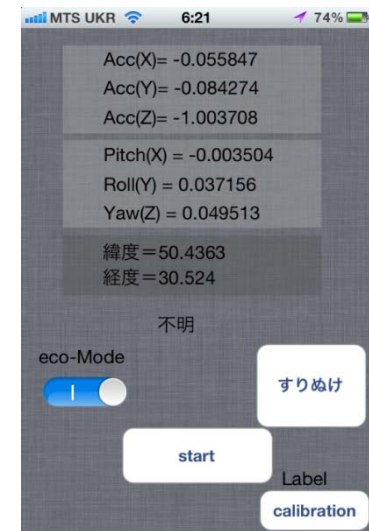 MTS UKR 6:21 74%
Acc(X)= -0.055847
Acc(Y)= -0.084274
Acc(Z)= -1.003708
Pitch(X) = -0.003504
Roll(Y) = 0.037156
Yaw(Z) = 0.049513
緯度＝50.4363
経度＝30.524
不明
eco-Mode
すりぬけ
start
Label
calibration